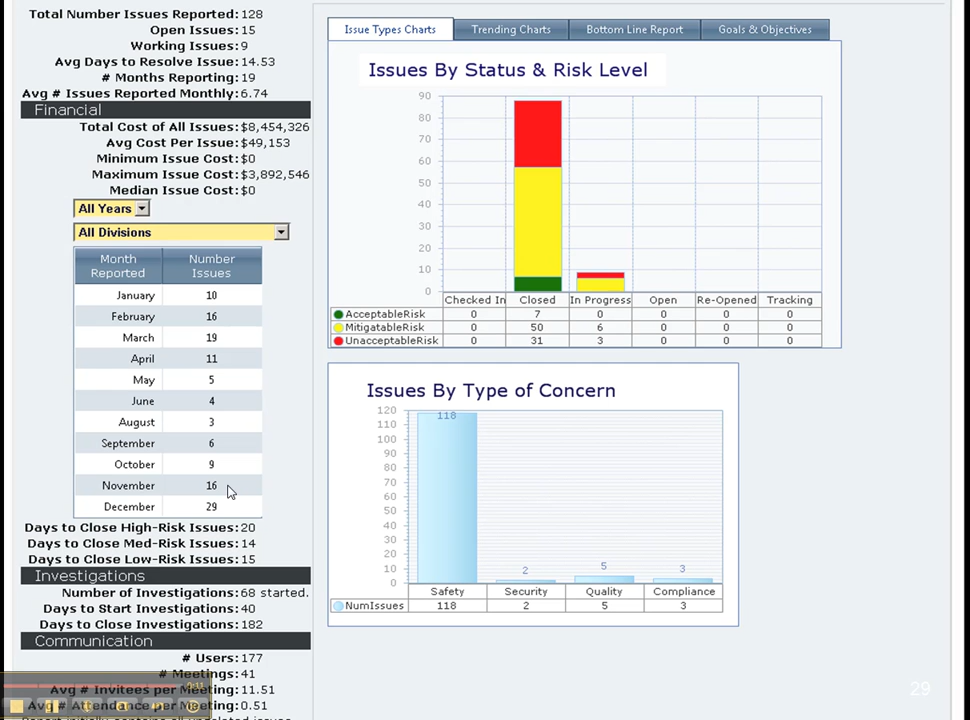 Total Number Issues Reported: 128
Open Issues: 15
Working Issues: 9
Avg Days to Resolve Issue: 14.53
# Months Reporting: 19
Avg # Issues Reported Monthly: 6.74
Financial
Total Cost of All Issues: $8,454,326
Avg Cost Per Issue: $49,153
Minimum Issue Cost: $0
Maximum Issue Cost: $3,892,546
Median Issue Cost: $0
All Years
All Divisions
Month Reported Number Issues
January 10
February 16
March 19
April 11
May 5
June 4
August 3
September 6
October 9
November 16
December 29
Days to Close High-Risk Issues: 20
Days to Close Med-Risk Issues: 14
Days to Close Low-Risk Issues: 15
Investigations
Number of Investigations: 68 started.
Days to Start Investigations: 40
Days to Close Investigations: 182
Communication
# Users: 177
# Meetings: 41
Avg # Invitees per Meeting: 11.51
Avg # Attendance per Meeting: 0.51
Issue Types Charts Trending Charts Bottom Line Report Goals & Objectives
Issues By Status & Risk Level
90
80
70
60
50
40
30
20
10
0
Checked In Closed In Progress Open Re-Opened Tracking
AcceptableRisk 0 7 0 0 0 0
MitigatableRisk 0 50 6 0 0 0
UnacceptableRisk 0 31 3 0 0 0
Issues By Type of Concern
120
110
100
90
80
70
60
50
40
30
20
10
0
118 2 5 3
Safety Security Quality Compliance
NumIssues 118 2 5 3
29